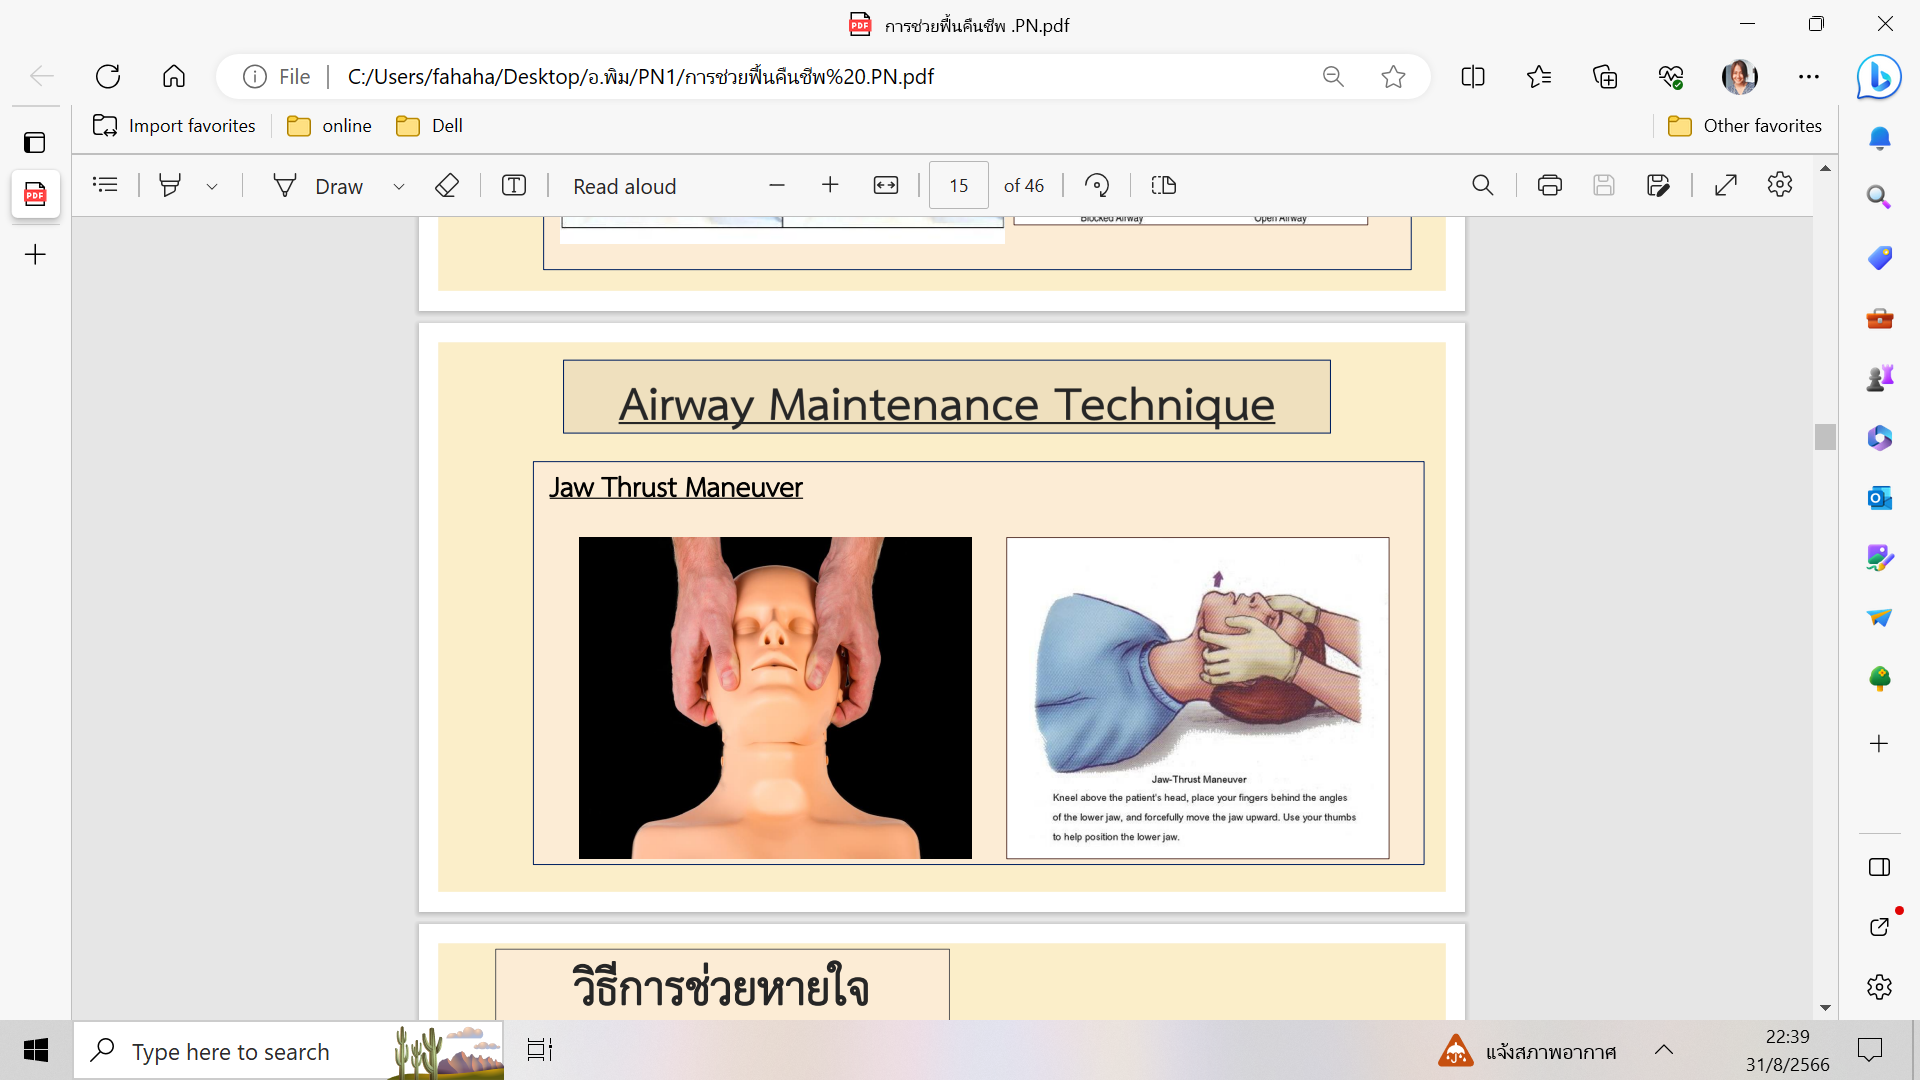 การช่วยฟื้นคืนชีพ .PN.pdf
File
C:/Users/fahaha/Desktop/อ.พิม/PN1/การช่วยฟื้นคืนชีพ%20.PN.pdf
Import favorites
online
Dell
Other favorites
Draw
Read aloud
15 of 46
Blocked Airway
Open Airway
Airway Maintenance Technique
Jaw Thrust Maneuver
Jaw-Thrust Maneuver
Kneel above the patient's head, place your fingers behind the angles
of the lower jaw, and forcefully move the jaw upward. Use your thumbs
to help position the lower jaw.
วิธีการช่วยหายใจ
Type here to search
แจ้งสภาพอากาศ
22:39
31/8/2566